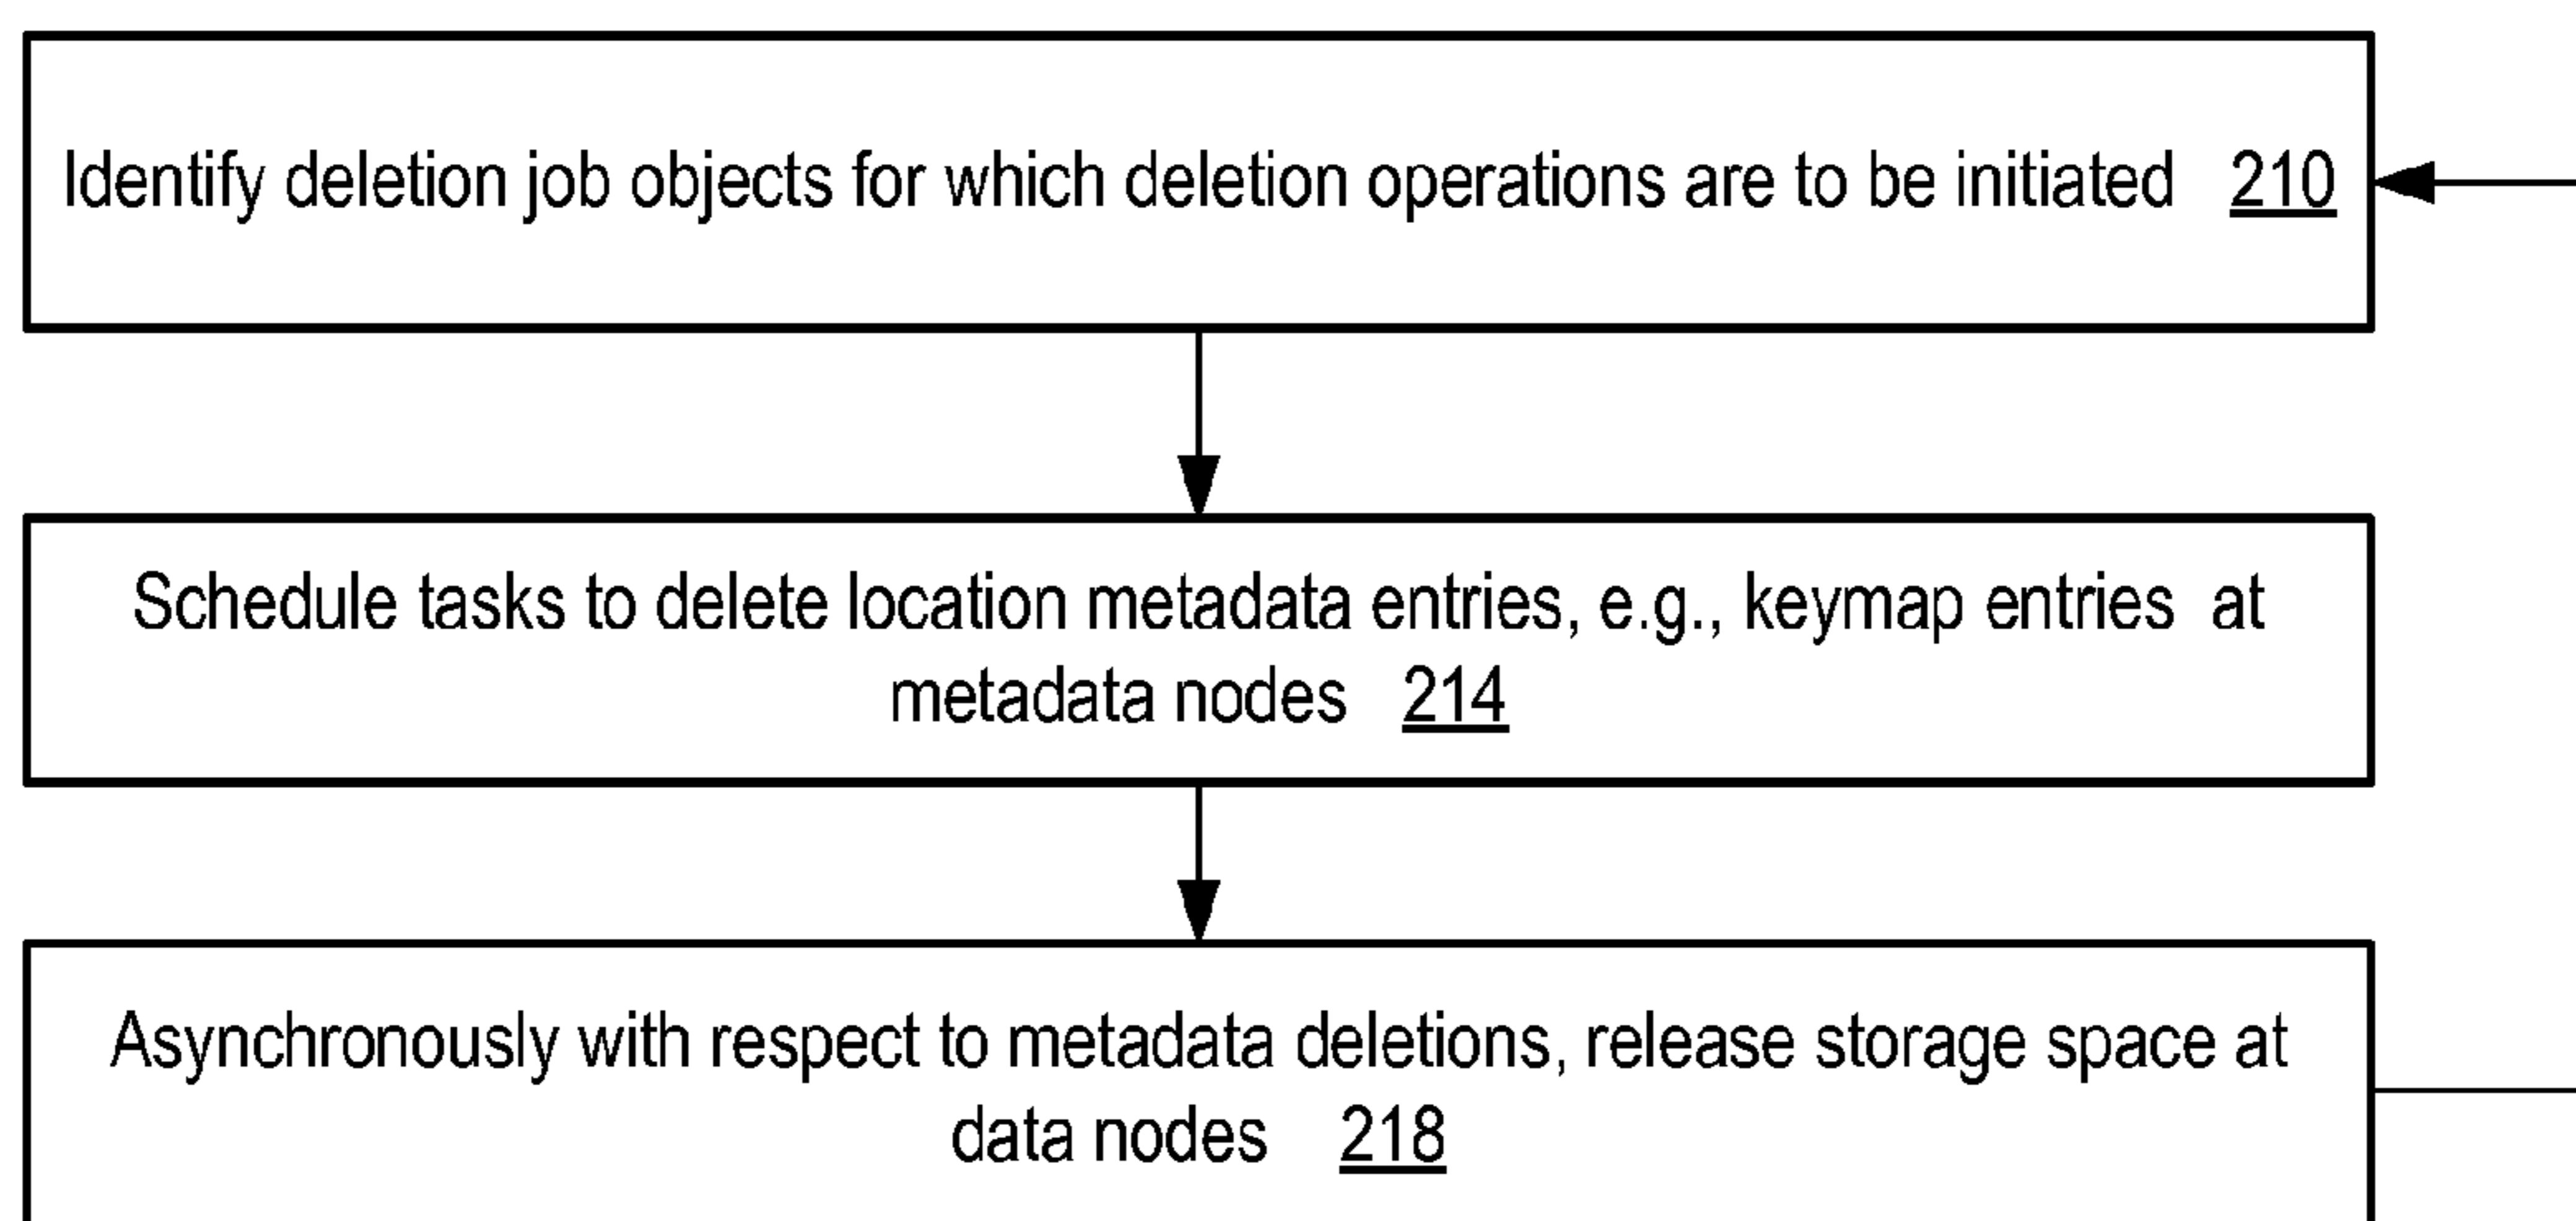 Identify deletion job objects for which deletion operations are to be initiated 210
Schedule tasks to delete location metadata entries, e.g., keymap entries at
metadata nodes 214
Asynchronously with respect to metadata deletions, release storage space at
data nodes 218